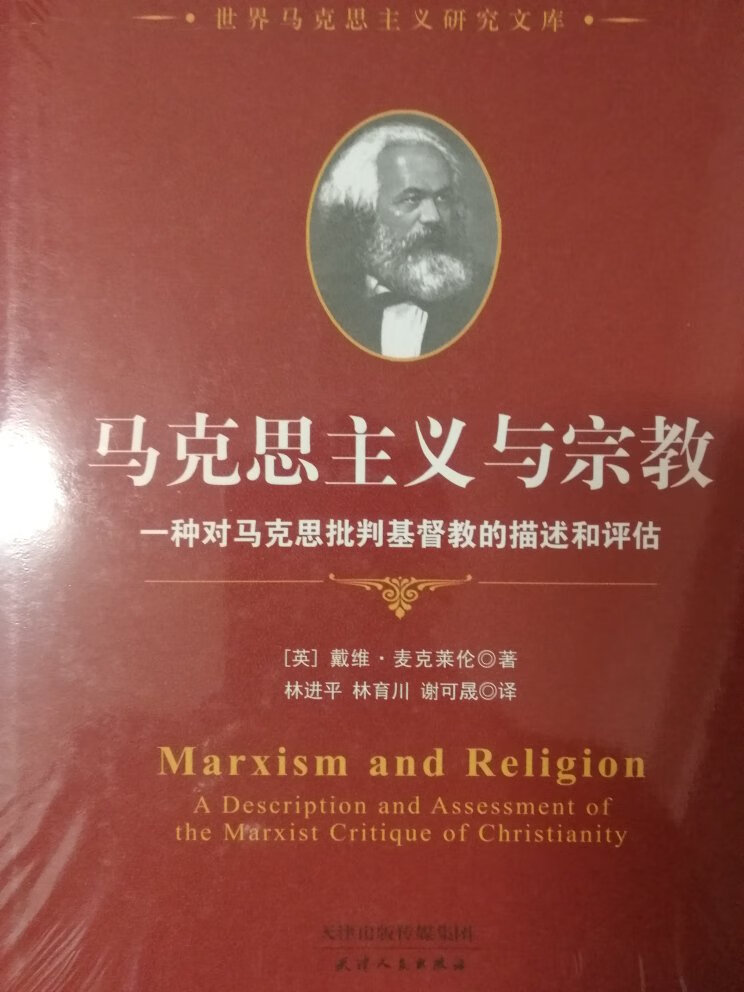 世界马克思主义研究文库
马克思主义与宗教
一种对马克思批判基督教的描述和评估
[英] 戴维·麦克莱伦◎著
林进平 林育川 谢可晟◎译
Marxism and Religion
A Description and Assessment of
the Marxist Critique of Christianity
天津出版传媒集团
天津人民出版社